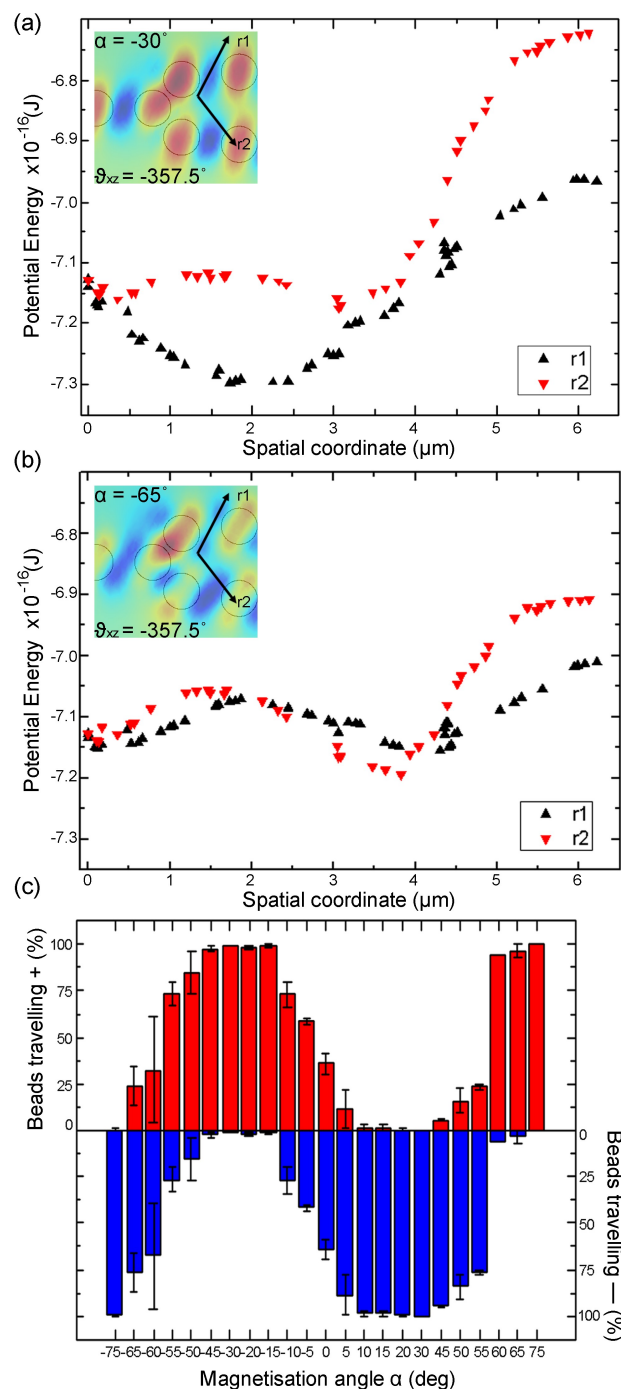 (a)
α = -30°
r1
r2
ϑxz = -357.5°
-6.8
-6.9
-7.0
-7.1
-7.2
-7.3
Potential Energy x10⁻¹⁶(J)
r1
r2
0 1 2 3 4 5 6
Spatial coordinate (μm)
(b)
α = -65°
r1
r2
ϑxz = -357.5°
-6.8
-6.9
-7.0
-7.1
-7.2
-7.3
Potential Energy x10⁻¹⁶(J)
r1
r2
0 1 2 3 4 5 6
Spatial coordinate (μm)
(c)
100
75
50
25
0
Beads travelling + (%)
0
25
50
75
100
Beads travelling — (%)
-75 -65 -60 -55 -50 -45 -30 -20 -15 -10 -5 0 5 10 15 20 30 45 50 55 60 65 75
Magnetisation angle α (deg)